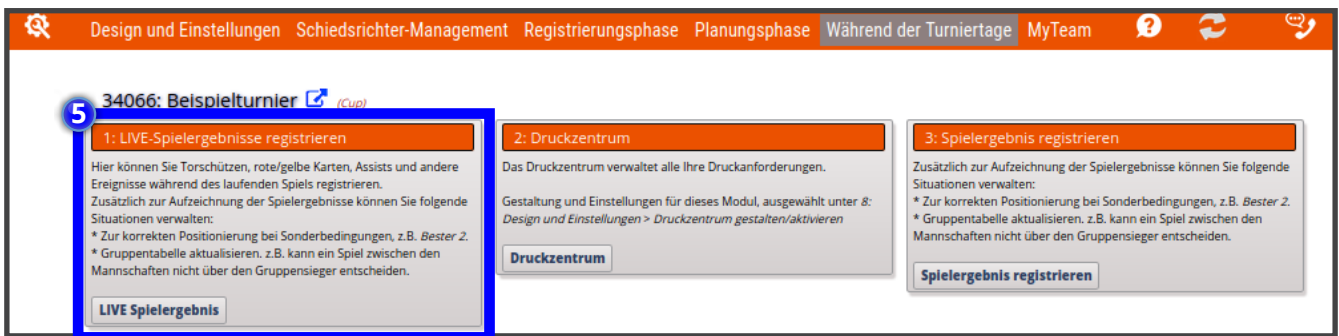 Design und Einstellungen Schiedsrichter-Management Registrierungsphase Planungsphase Während der Turniertage MyTeam
34066: Beispielturnier (Cup)
5
1: LIVE-Spielergebnisse registrieren
Hier können Sie Torschützen, rote/gelbe Karten, Assists und andere
Ereignisse während des laufenden Spiels registrieren.
Zusätzlich zur Aufzeichnung der Spielergebnisse können Sie folgende
Situationen verwalten:
* Zur korrekten Positionierung bei Sonderbedingungen, z.B. Bester 2.
* Gruppentabelle aktualisieren. z.B. kann ein Spiel zwischen den
Mannschaften nicht über den Gruppensieger entscheiden.
LIVE Spielergebnis
2: Druckzentrum
Das Druckzentrum verwaltet alle Ihre Druckanforderungen.
Gestaltung und Einstellungen für dieses Modul, ausgewählt unter 8:
Design und Einstellungen > Druckzentrum gestalten/aktivieren
Druckzentrum
3: Spielergebnis registrieren
Zusätzlich zur Aufzeichnung der Spielergebnisse können Sie folgende
Situationen verwalten:
* Zur korrekten Positionierung bei Sonderbedingungen, z.B. Bester 2.
* Gruppentabelle aktualisieren. z.B. kann ein Spiel zwischen den
Mannschaften nicht über den Gruppensieger entscheiden.
Spielergebnis registrieren